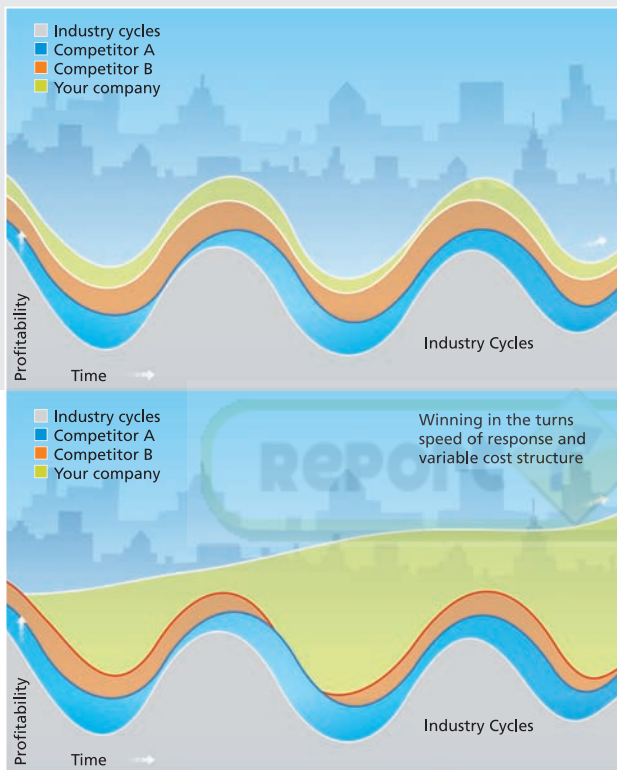 Industry cycles
Competitor A
Competitor B
Your company
Profitability
Time
Industry Cycles
Industry cycles
Competitor A
Competitor B
Your company
Winning in the turns
speed of response and
variable cost structure
Report
Profitability
Time
Industry Cycles